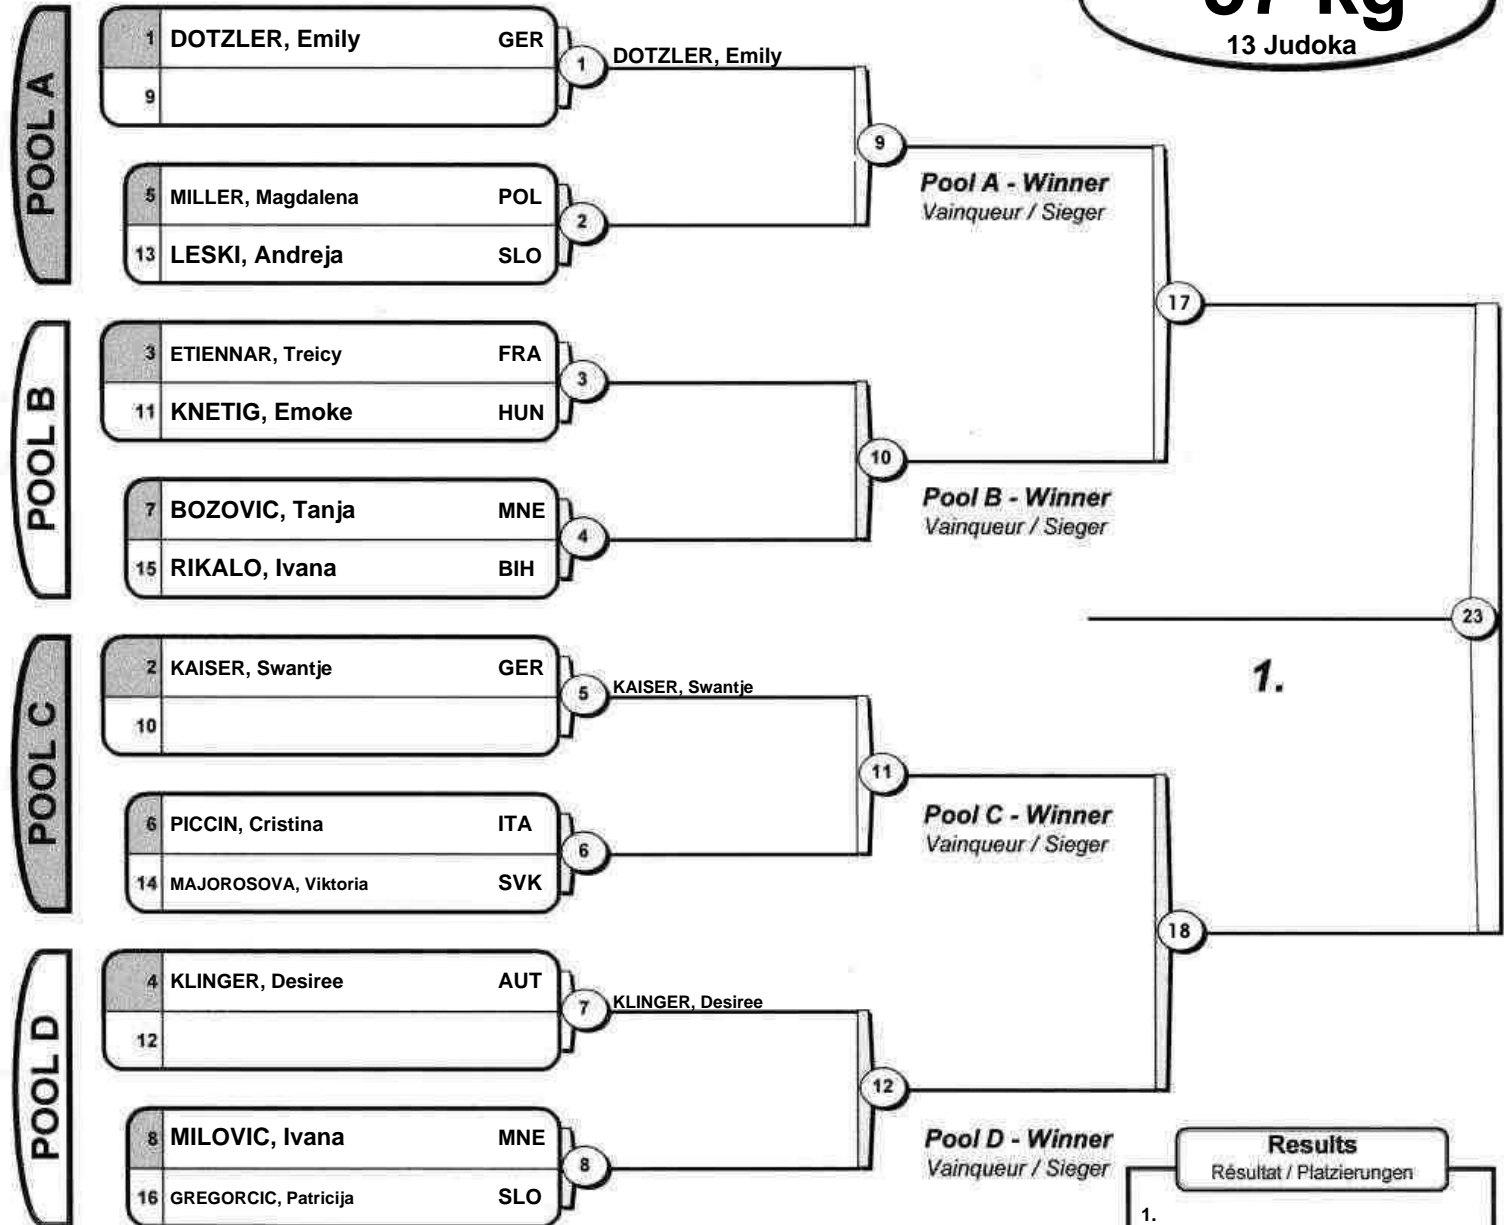 57 kg
13 Judoka
POOL A
1 DOTZLER, Emily GER
9
1 DOTZLER, Emily
5 MILLER, Magdalena POL
13 LESKI, Andreja SLO
2
9
Pool A - Winner
Vainqueur / Sieger
POOL B
3 ETIENNAR, Treicy FRA
11 KNETIG, Emoke HUN
3
7 BOZOVIC, Tanja MNE
15 RIKALO, Ivana BIH
4
10
Pool B - Winner
Vainqueur / Sieger
17
23
1.
POOL C
2 KAISER, Swantje GER
10
5 KAISER, Swantje
6 PICCIN, Cristina ITA
14 MAJOROSOVA, Viktoria SVK
6
11
Pool C - Winner
Vainqueur / Sieger
18
POOL D
4 KLINGER, Desiree AUT
12
7 KLINGER, Desiree
8 MILOVIC, Ivana MNE
16 GREGORCIC, Patricija SLO
8
12
Pool D - Winner
Vainqueur / Sieger
Results
Résultat / Platzierungen
1.